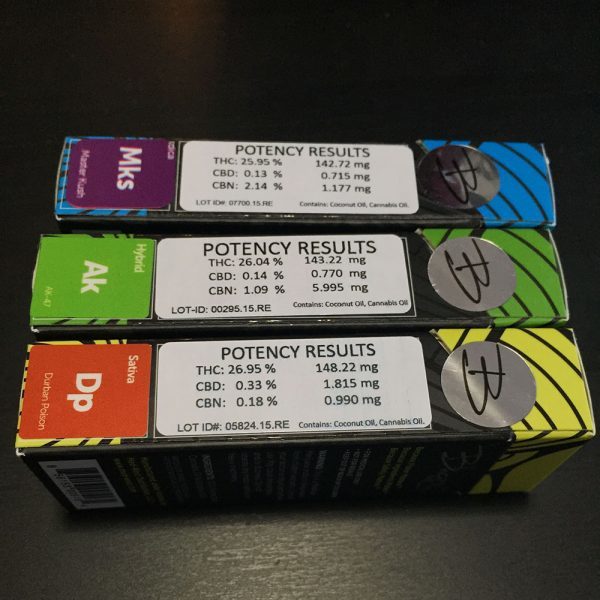 Mks
Master Kush
POTENCY RESULTS
THC: 25.95 % 142.72 mg
CBD: 0.13 % 0.715 mg
CBN: 2.14 % 1.177 mg
LOT ID#: 07700.15.RE Contains: Coconut Oil, Cannabis Oil.
Hybrid
Ak
AK-47
POTENCY RESULTS
THC: 26.04 % 143.22 mg
CBD: 0.14 % 0.770 mg
CBN: 1.09 % 5.995 mg
LOT-ID: 00295.15.RE Contains: Coconut Oil, Cannabis Oil
Sativa
Dp
Durban Poison
POTENCY RESULTS
THC: 26.95 % 148.22 mg
CBD: 0.33 % 1.815 mg
CBN: 0.18 % 0.990 mg
LOT ID#: 05824.15.RE Contains: Coconut Oil, Cannabis Oil.